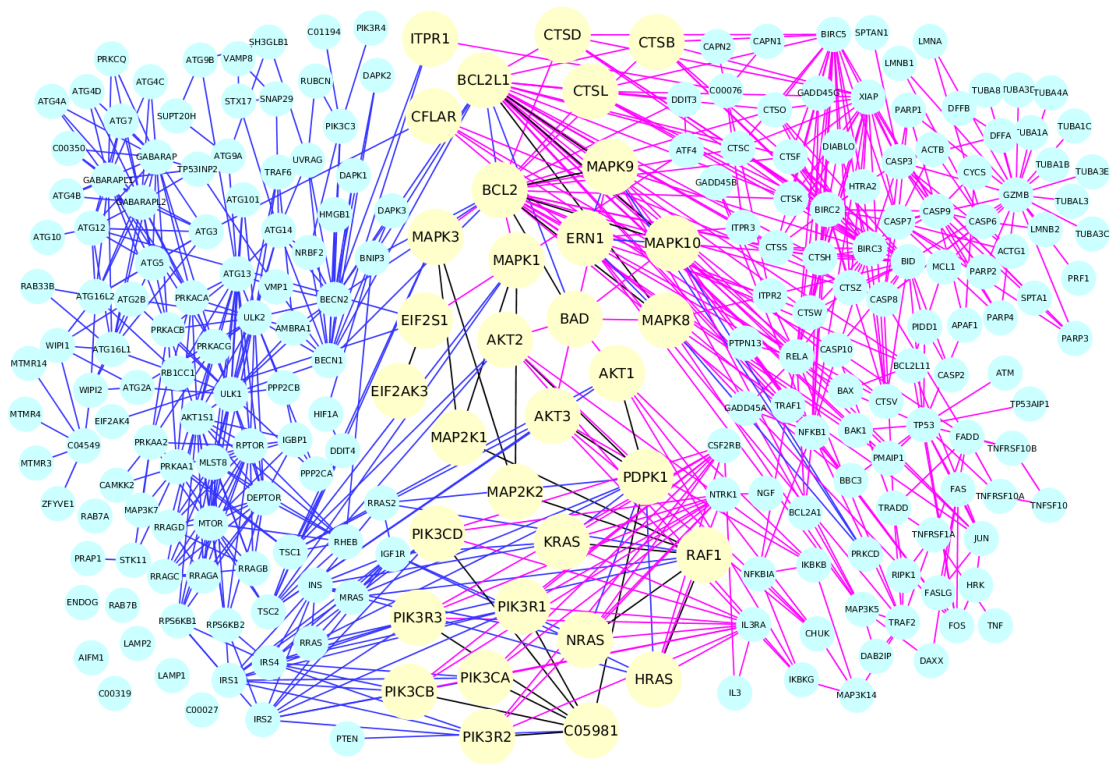 ITPR1
CTSD
CTSB
BCL2L1
CTSL
CFLAR
MAPK9
BCL2
MAPK3
ERN1
MAPK10
MAPK1
EIF2S1
BAD
MAPK8
AKT2
EIF2AK3
AKT1
AKT3
MAP2K1
MAP2K2
PDPK1
PIK3CD
KRAS
RAF1
PIK3R3
PIK3R1
NRAS
PIK3CB
PIK3CA
HRAS
PIK3R2
C05981
C01194
PIK3R4
SH3GLB1
PRKCQ
ATG9B
VAMP8
RUBCN
DAPK2
ATG4C
ATG4D
ATG4A
STX17
SNAP29
SUPT20H
ATG7
PIK3C3
C00350
GABARAP
ATG9A
UVRAG
TP53INP2
TRAF6
DAPK1
GABARAPL1
ATG4B
GABARAPL2
ATG101
HMGB1
DAPK3
ATG10
ATG12
ATG3
ATG14
NRBF2
BNIP3
ATG5
ATG13
RAB33B
ATG16L2
ATG2B
PRKACA
VMP1
BECN2
PRKACB
ULK2
AMBRA1
WIPI1
ATG16L1
PRKACG
BECN1
MTMR14
RB1CC1
WIPI2
ATG2A
ULK1
PPP2CB
MTMR4
EIF2AK4
AKT1S1
HIF1A
C04549
PRKAA2
RPTOR
IGBP1
DDIT4
MTMR3
PRKAA1
MLST8
PPP2CA
CAMKK2
DEPTOR
ZFYVE1
RAB7A
MAP3K7
RRAGD
MTOR
RRAS2
PRAP1
STK11
TSC1
RHEB
IGF1R
RRAGC
RRAGA
RRAGB
INS
MRAS
ENDOG
RAB7B
RPS6KB1
RPS6KB2
TSC2
RRAS
AIFM1
LAMP2
LAMP1
IRS1
IRS4
C00319
C00027
IRS2
PTEN
CAPN2
CAPN1
BIRC5
SPTAN1
LMNA
LMNB1
DDIT3
C00076
GADD45G
XIAP
TUBA8
TUBA3D
TUBA4A
CTSO
PARP1
DFFB
DFFA
TUBA1A
TUBA1C
ATF4
CTSC
CTSF
DIABLO
CASP3
ACTB
CYCS
TUBA1B
TUBA3E
GADD45B
HTRA2
CTSK
BIRC2
CASP7
CASP9
CASP6
GZMB
TUBAL3
ITPR3
CTSS
CTSH
BIRC3
BID
MCL1
ACTG1
LMNB2
TUBA3C
PARP2
PRF1
ITPR2
CTSZ
CASP8
CTSW
SPTA1
PARP4
PIDD1
APAF1
PARP3
PTPN13
RELA
CASP10
BCL2L11
CASP2
ATM
GADD45A
TRAF1
BAX
CTSV
TP53AIP1
NFKB1
BAK1
TP53
CSF2RB
FADD
TNFRSF10B
PMAIP1
BBC3
FAS
TNFRSF10A
NTRK1
NGF
BCL2A1
TRADD
TNFSF10
TNFRSF1A
JUN
PRKCD
NFKBIA
IKBKB
RIPK1
FASLG
HRK
MAP3K5
IL3RA
CHUK
TRAF2
FOS
TNF
DAB2IP
DAXX
IKBKG
IL3
MAP3K14